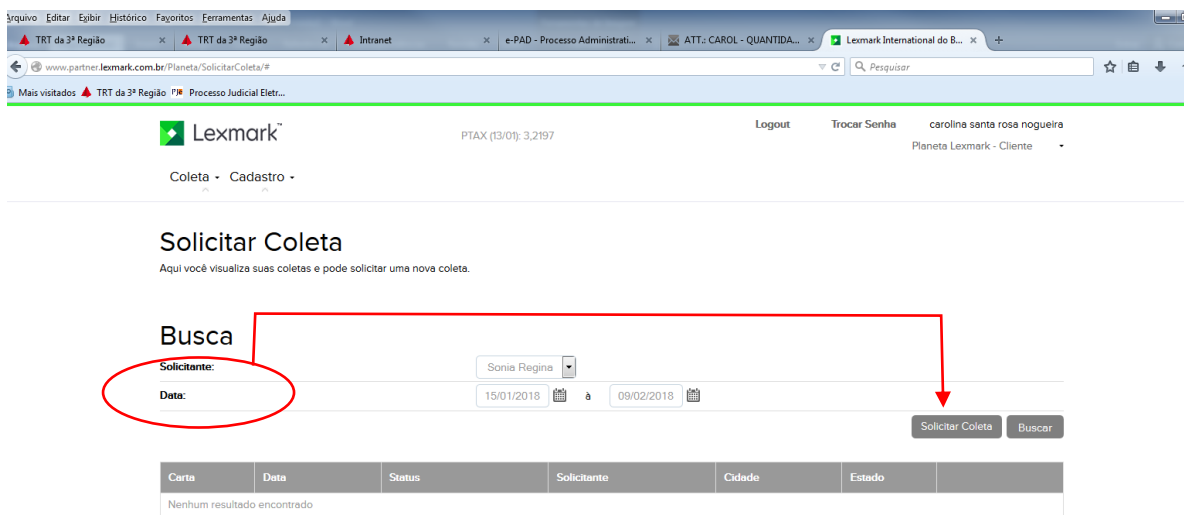 Arquivo Editar Exibir Histórico Favoritos Ferramentas Ajuda
TRT da 3ª Região × TRT da 3ª Região × Intranet × e-PAD - Processo Administrati... × ATT.: CAROL - QUANTIDA... × Lexmark International do B... × +
www.partner.lexmark.com.br/Planeta/SolicitarColeta/# Pesquisar
Mais visitados TRT da 3ª Região PJe Processo Judicial Eletr...
Lexmark™ PTAX (13/01): 3,2197 Logout Trocar Senha carolina santa rosa nogueira
Planeta Lexmark - Cliente
Coleta Cadastro
Solicitar Coleta
Aqui você visualiza suas coletas e pode solicitar uma nova coleta.
Busca
Solicitante: Sonia Regina
Data: 15/01/2018 à 09/02/2018
Solicitar Coleta Buscar
Carta Data Status Solicitante Cidade Estado
Nenhum resultado encontrado